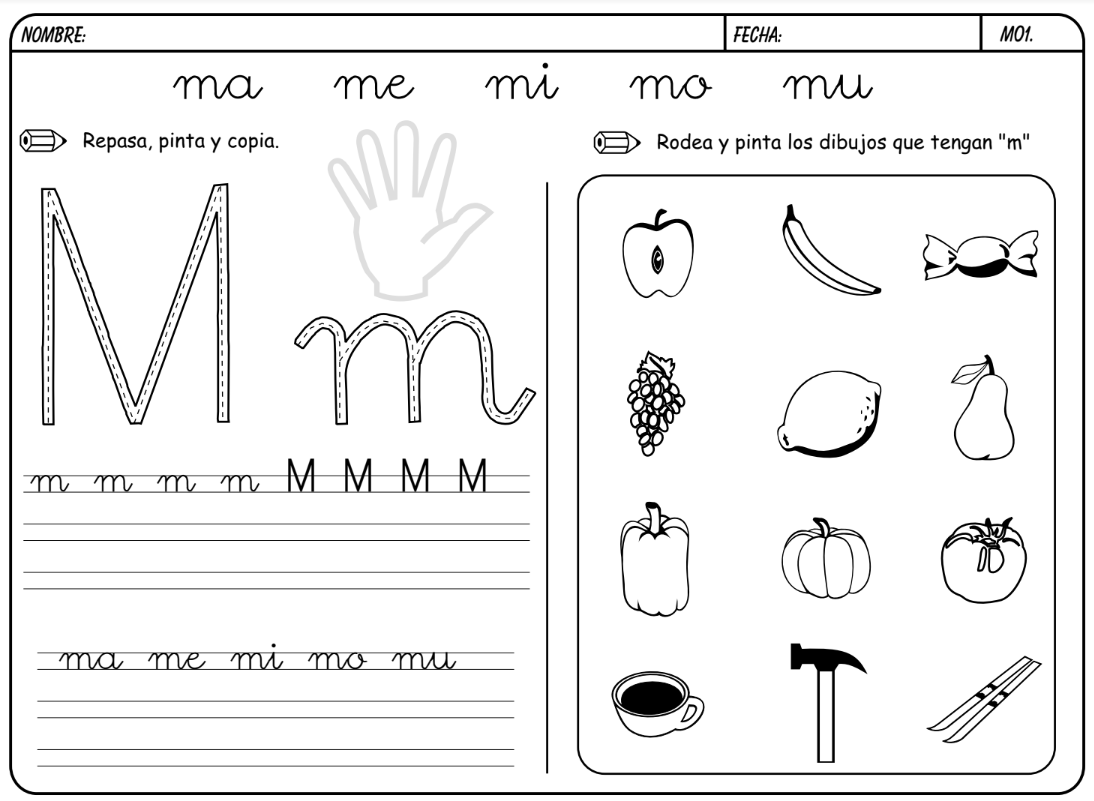 NOMBRE:
FECHA:
MO1.
ma me mi mo mu
Repasa, pinta y copia.
Rodea y pinta los dibujos que tengan "m"
M
m
m m m m M M M M
ma me mi mo mu